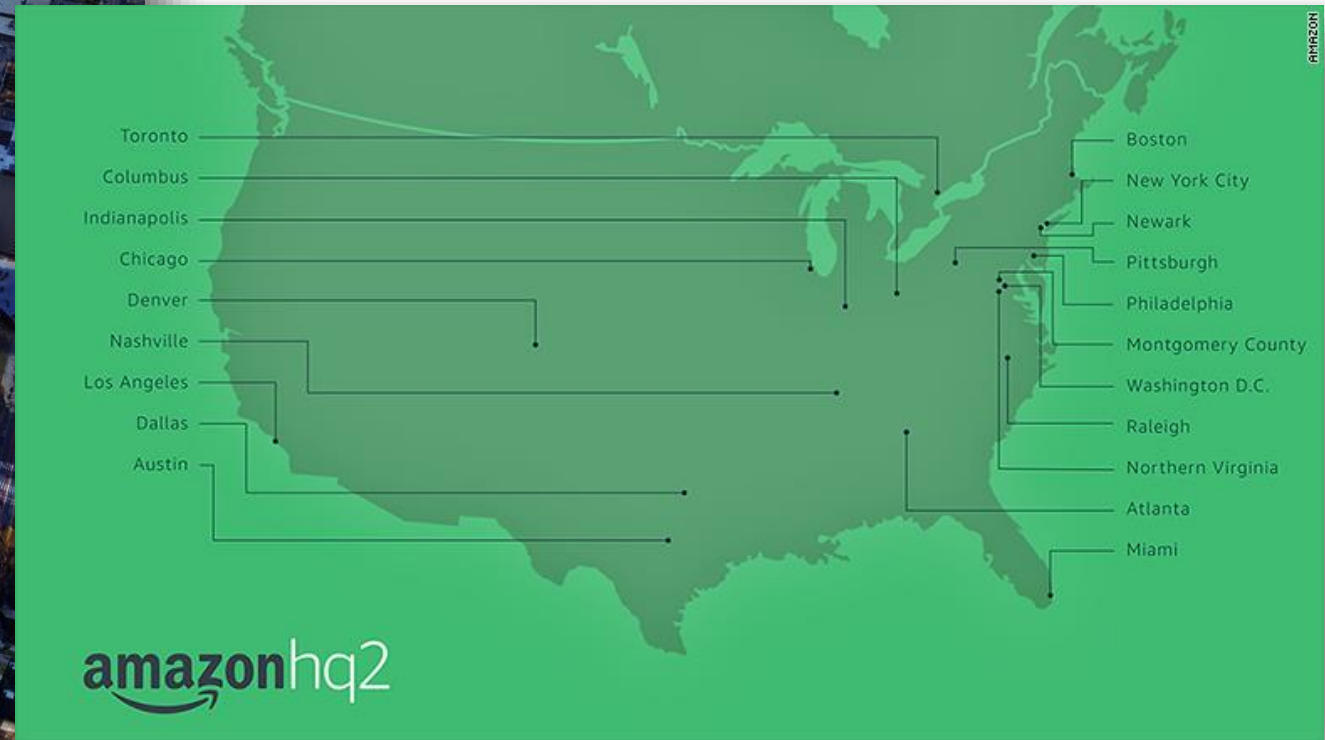 AMAZON
Toronto
Columbus
Indianapolis
Chicago
Denver
Nashville
Los Angeles
Dallas
Austin
Boston
New York City
Newark
Pittsburgh
Philadelphia
Montgomery County
Washington D.C.
Raleigh
Northern Virginia
Atlanta
Miami
amazonhq2